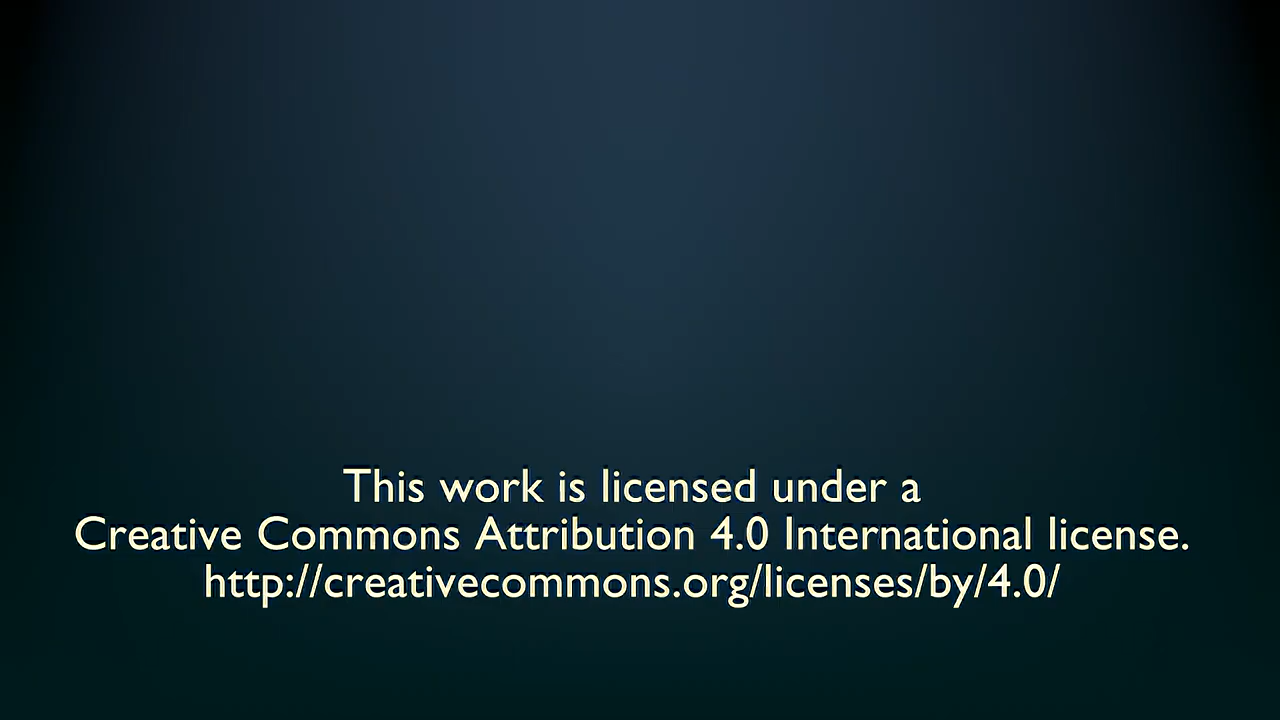 This work is licensed under a
Creative Commons Attribution 4.0 International license.
http://creativecommons.org/licenses/by/4.0/